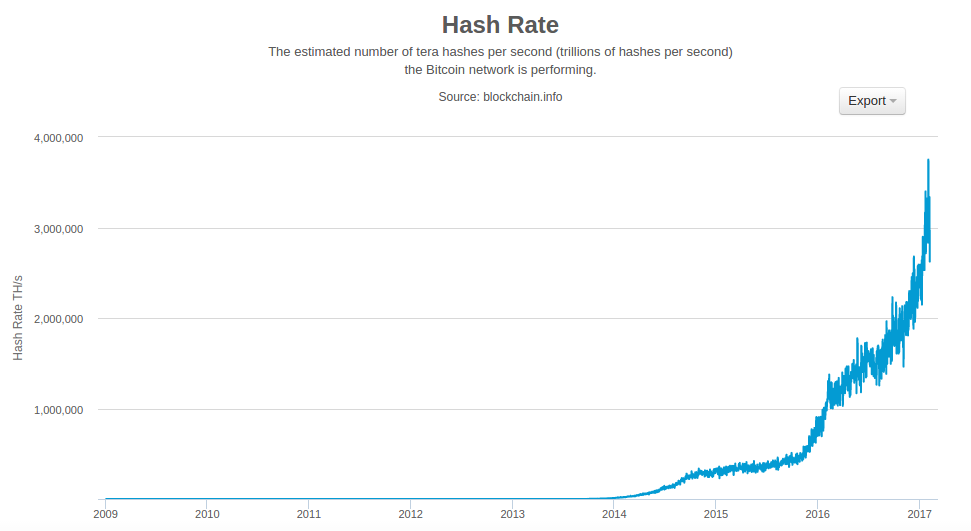 Hash Rate
The estimated number of tera hashes per second (trillions of hashes per second)
the Bitcoin network is performing.
Source: blockchain.info
Export
4,000,000
3,000,000
2,000,000
1,000,000
Hash Rate TH/s
2009 2010 2011 2012 2013 2014 2015 2016 2017